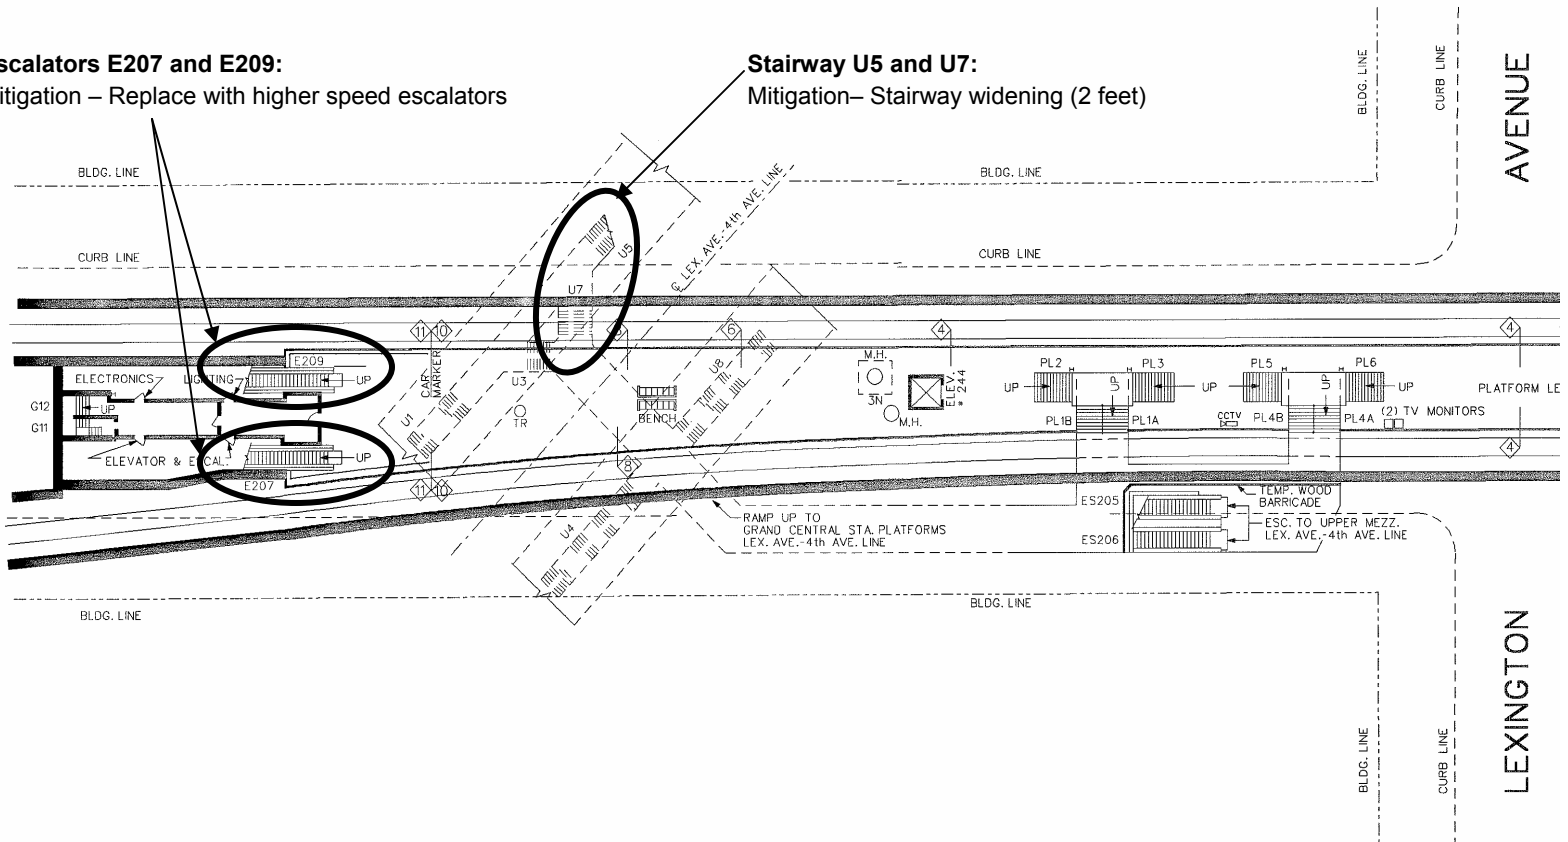 scalators E207 and E209:
itigation – Replace with higher speed escalators
Stairway U5 and U7:
Mitigation– Stairway widening (2 feet)
BLDG. LINE
CURB LINE
AVENUE
BLDG. LINE
BLDG. LINE
CURB LINE
CURB LINE
℄ LEX. AVE.-4th AVE. LINE
U5
U7
11
10
6
4
4
E209
UP
ELECTRONICS
LIGHTING
CAR MARKER
U3
TR
U1
BENCH
U8
M.H.
3N
M.H.
ELEV. #244
PL2
PL3
PL5
PL6
UP
UP
UP
UP
UP
PLATFORM LE
G12
G11
UP
PL1B
PL1A
CCTV
PL4B
PL4A
(2) TV MONITORS
ELEVATOR & E CAL.
UP
E207
8
4
11
10
U4
RAMP UP TO
GRAND CENTRAL STA. PLATFORMS
LEX. AVE.-4th AVE. LINE
ES205
ES206
TEMP. WOOD
BARRICADE
ESC. TO UPPER MEZZ.
LEX. AVE.-4th AVE. LINE
BLDG. LINE
BLDG. LINE
BLDG. LINE
CURB LINE
LEXINGTON